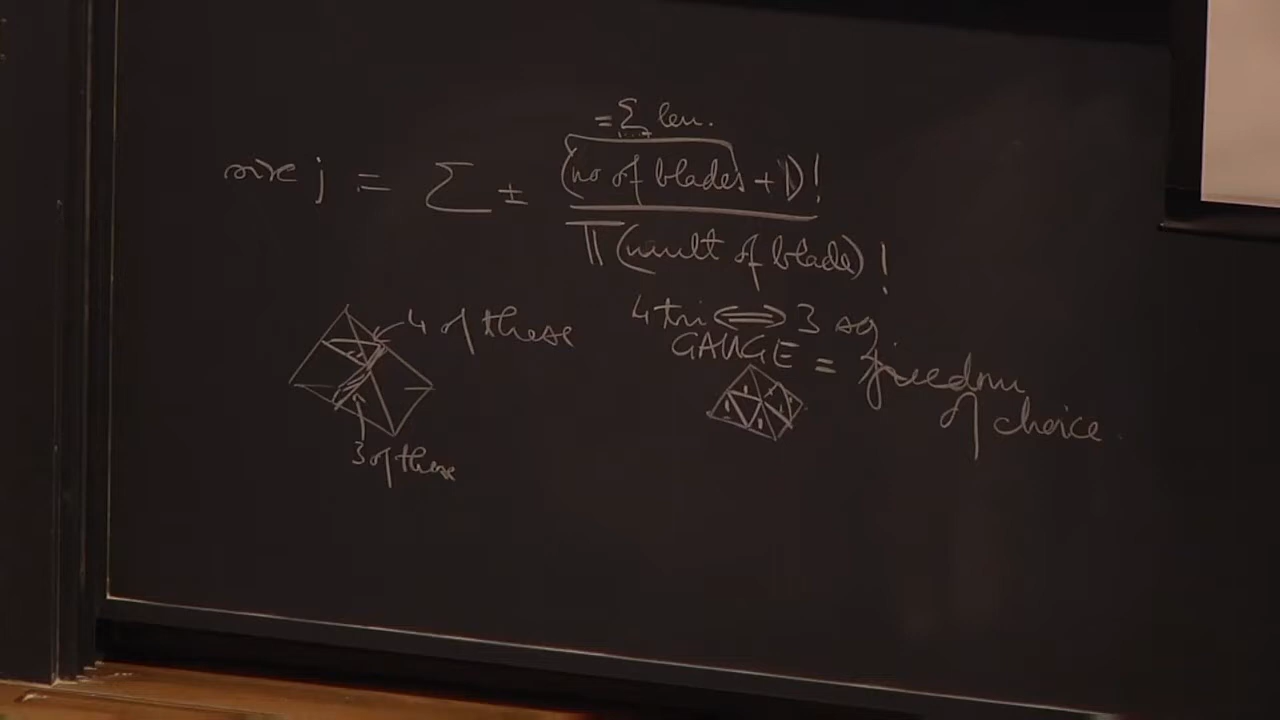 = Σ len.
j = Σ ± (no of blades + 1)!
Π (mult of blade)!
4 of these
3 of these
4 tri ⟺ 3 sq
GAUGE = freedom
of choice.